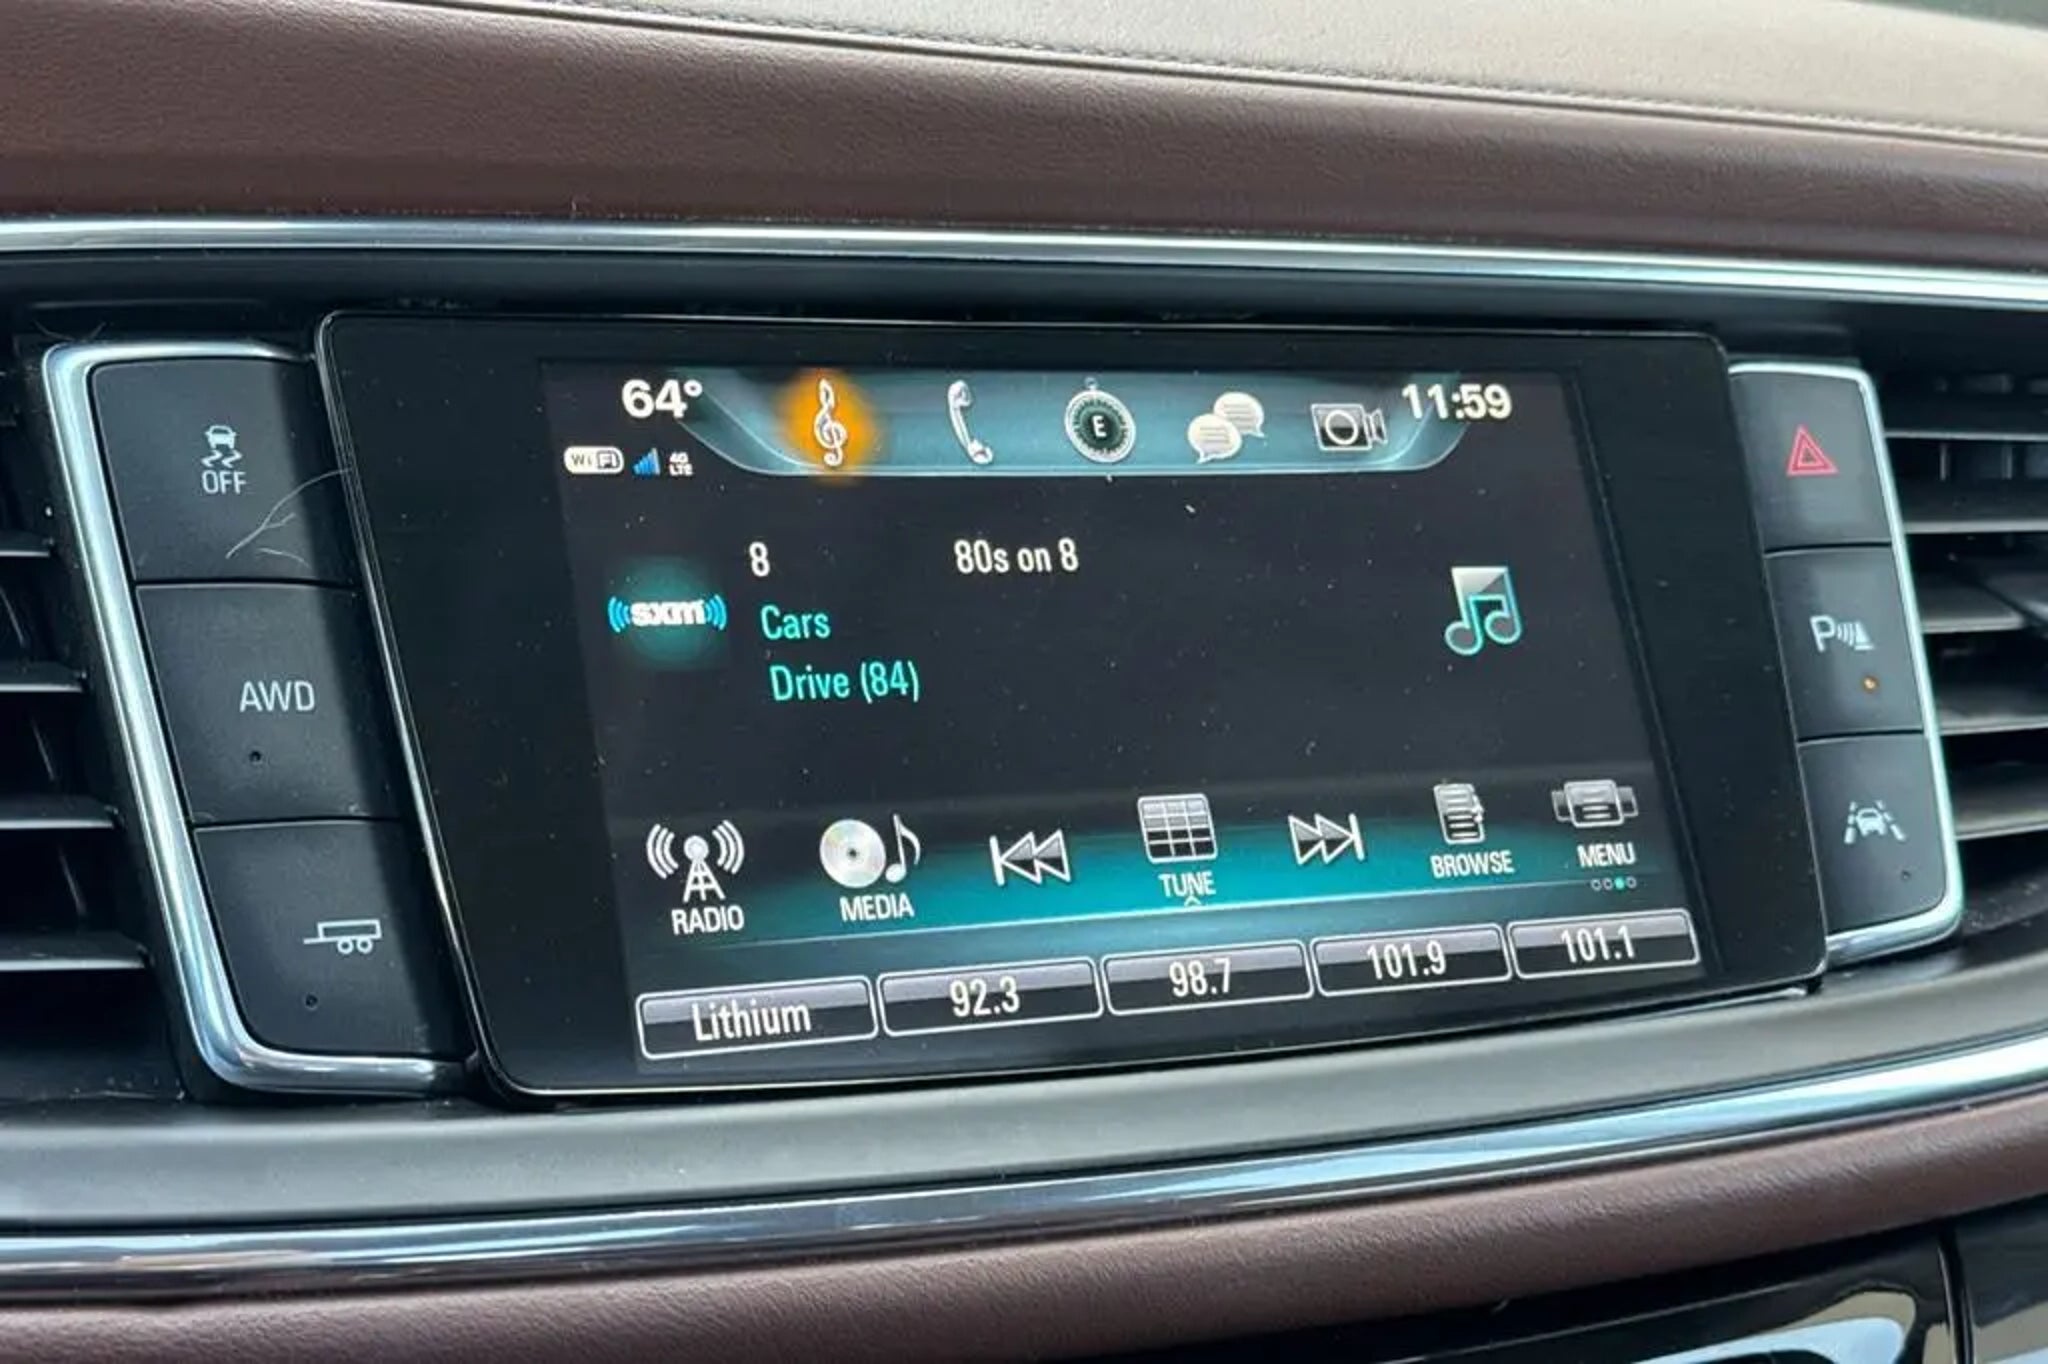 64°
11:59
E
WiFi
4G
LTE
OFF
8
80s on 8
((sxm))
Cars
Drive (84)
AWD
P
RADIO
MEDIA
TUNE
BROWSE
MENU
Lithium
92.3
98.7
101.9
101.1